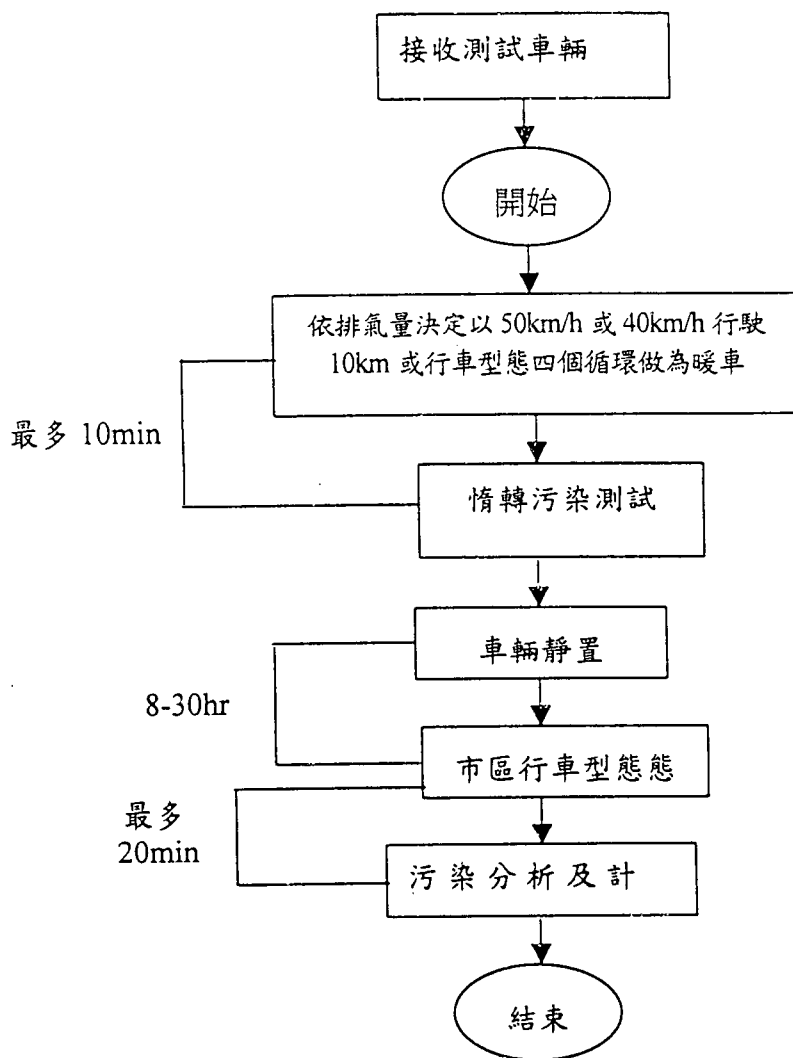 接收測試車輛
開始
依排氣量決定以 50km/h 或 40km/h 行駛
10km 或行車型態四個循環做為暖車
最多 10min
惰轉污染測試
車輛靜置
8-30hr
市區行車型態態
最多
20min
污染分析及計
結束